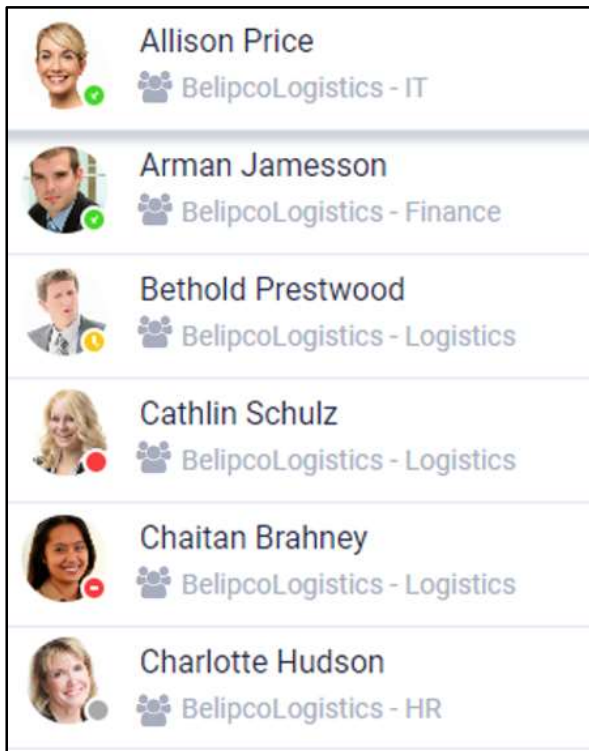 Allison Price
BelipcoLogistics - IT
Arman Jamesson
BelipcoLogistics - Finance
Bethold Prestwood
BelipcoLogistics - Logistics
Cathlin Schulz
BelipcoLogistics - Logistics
Chaitan Brahney
BelipcoLogistics - Logistics
Charlotte Hudson
BelipcoLogistics - HR